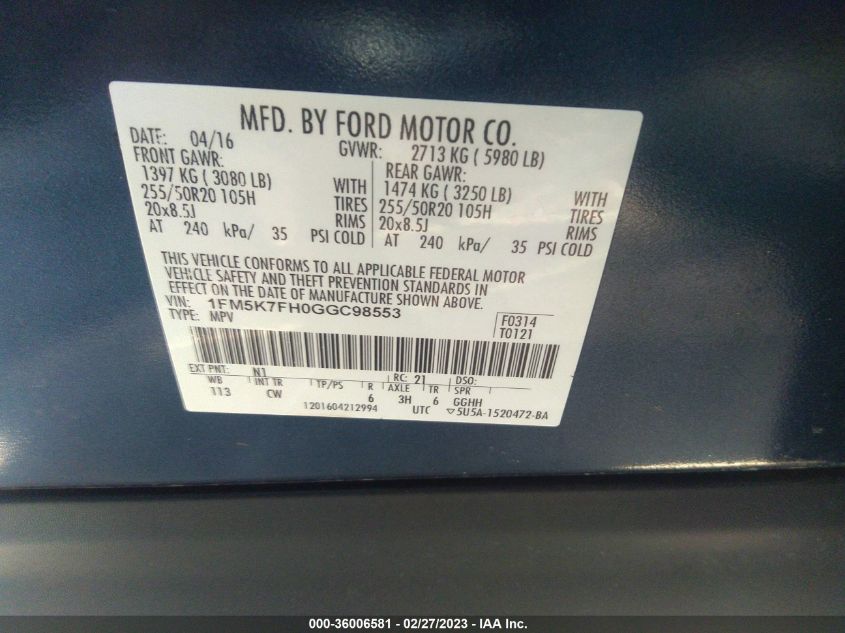 MFD. BY FORD MOTOR CO.
DATE: 04/16 GVWR: 2713 KG ( 5980 LB)
FRONT GAWR: REAR GAWR:
1397 KG ( 3080 LB) WITH 1474 KG ( 3250 LB) WITH
255/50R20 105H TIRES 255/50R20 105H TIRES
20x8.5J RIMS 20x8.5J RIMS
AT 240 kPa/ 35 PSI COLD AT 240 kPa/ 35 PSI COLD
THIS VEHICLE CONFORMS TO ALL APPLICABLE FEDERAL MOTOR
VEHICLE SAFETY AND THEFT PREVENTION STANDARDS IN
EFFECT ON THE DATE OF MANUFACTURE SHOWN ABOVE.
VIN: 1FM5K7FH0GGC98553 F0314
TYPE: MPV T0121
EXT PNT: N1 RC: 21 DSO:
WB INT TR TP/PS R AXLE TR SPR
113 CW 6 3H 6 GGHH
1201604212994 UTC ▽5U5A-1520472-BA
000-36006581 - 02/27/2023 - IAA Inc.